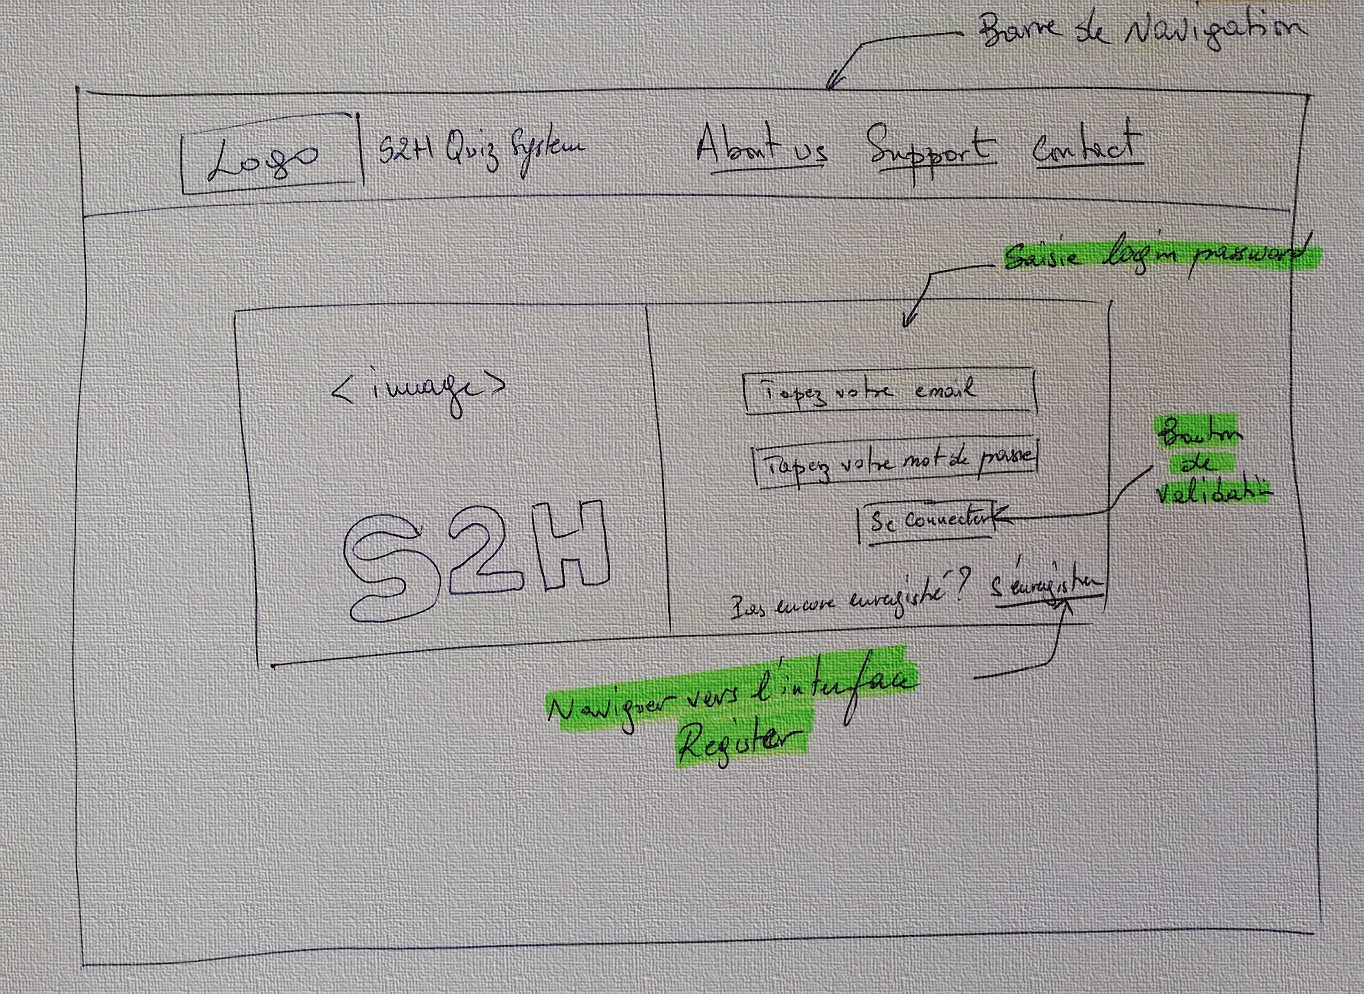 Barre de Navigation
Logo
S2H Quiz System
About us Support Contact
Saisie login password
<image>
Tapez votre email
Tapez votre mot de passe
Bouton
de
validation
Se connecter
S2H
Pas encore enregistré? S'enregistrer
Naviguer vers l'interface
Register